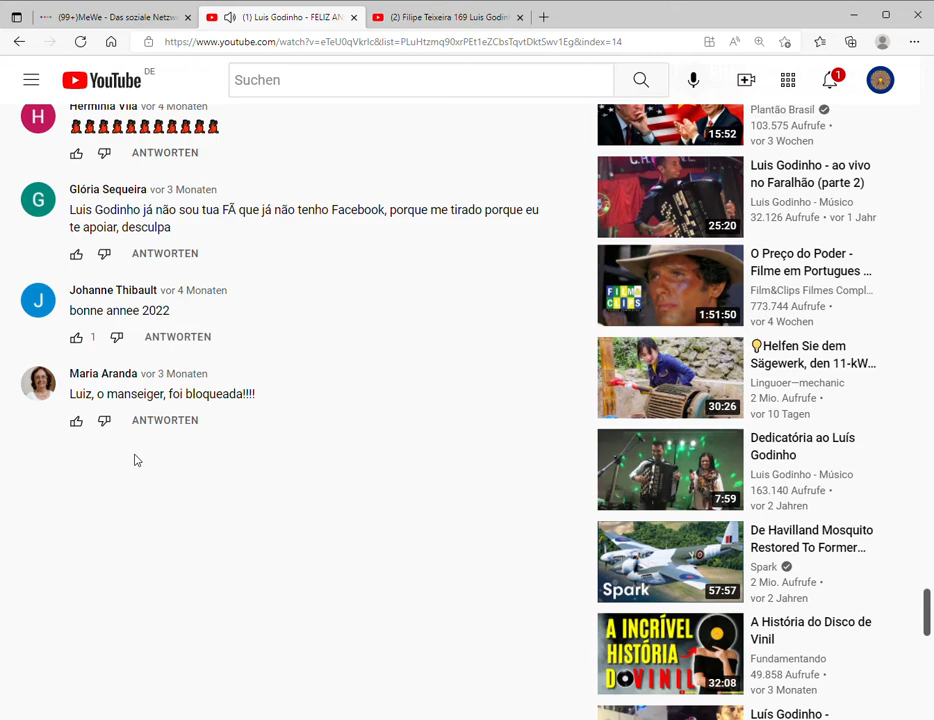 (99+)MeWe - Das soziale Netzw
(1) Luis Godinho - FELIZ AN
(2) Filipe Teixeira 169 Luis Godin
https://www.youtube.com/watch?v=eTeU0qVkrIc&list=PLuHtzmq90xrPEt1eZCbsTqvtDktSwv1Eg&index=14
YouTube DE
Suchen
1
Herminia Vila vor 4 Monaten
ANTWORTEN
G
Glória Sequeira vor 3 Monaten
Luis Godinho já não sou tua FÃ que já não tenho Facebook, porque me tirado porque eu
te apoiar, desculpa
ANTWORTEN
J
Johanne Thibault vor 4 Monaten
bonne annee 2022
1
ANTWORTEN
Maria Aranda vor 3 Monaten
Luiz, o manseiger, foi bloqueada!!!!
ANTWORTEN
H
15:52
Plantão Brasil
103.575 Aufrufe •
vor 3 Wochen
25:20
Luis Godinho - ao vivo
no Faralhão (parte 2)
Luis Godinho - Músico
32.126 Aufrufe • vor 1 Jahr
FILMS
CLIPS
1:51:50
O Preço do Poder -
Filme em Portugues ...
Film&Clips Filmes Compl...
773.744 Aufrufe •
vor 4 Wochen
30:26
Helfen Sie dem
Sägewerk, den 11-kW...
Linguoer—mechanic
2 Mio. Aufrufe •
vor 10 Tagen
7:59
Dedicatória ao Luís
Godinho
Luis Godinho - Músico
163.140 Aufrufe •
vor 2 Jahren
Spark
57:57
De Havilland Mosquito
Restored To Former...
Spark
2 Mio. Aufrufe •
vor 2 Jahren
A INCRÍVEL
HISTÓRIA
DO VINIL
32:08
A História do Disco de
Vinil
Fundamentando
49.858 Aufrufe •
vor 3 Monaten
Luís Godinho -